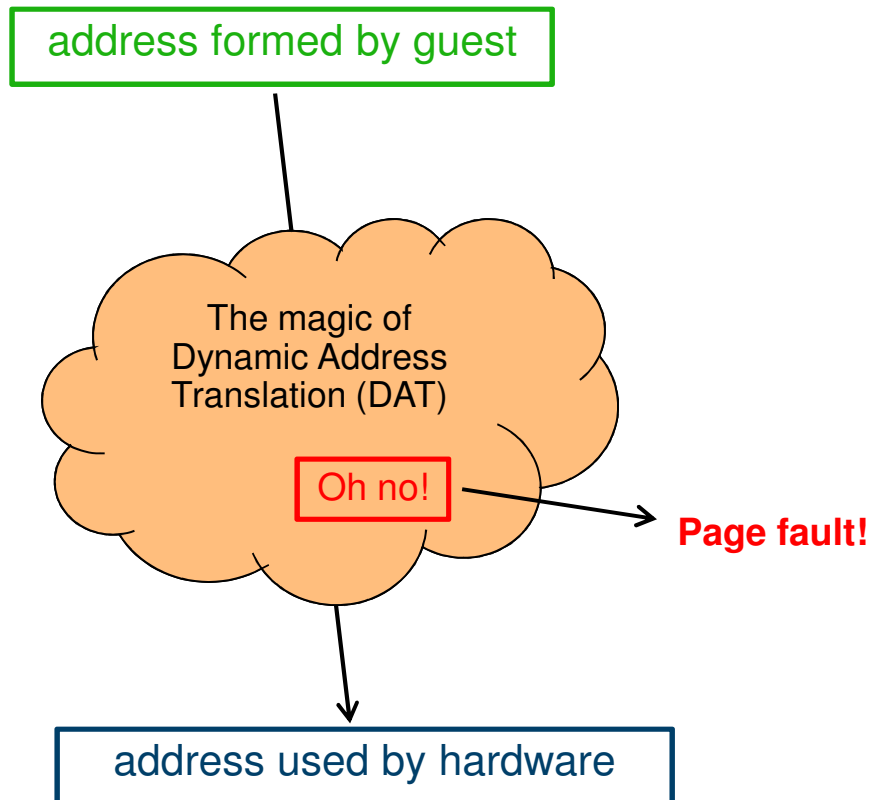 address formed by guest
The magic of
Dynamic Address
Translation (DAT)
Oh no!
Page fault!
address used by hardware